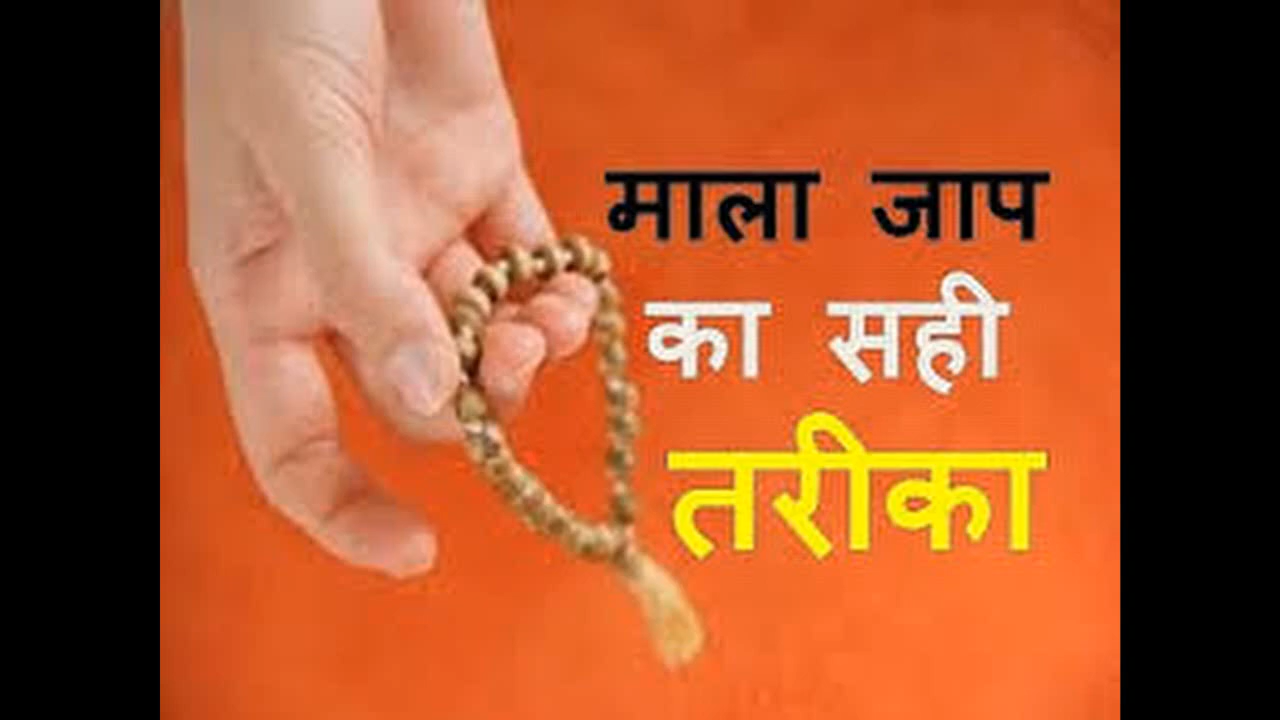 माला जाप
का सही
तरीका